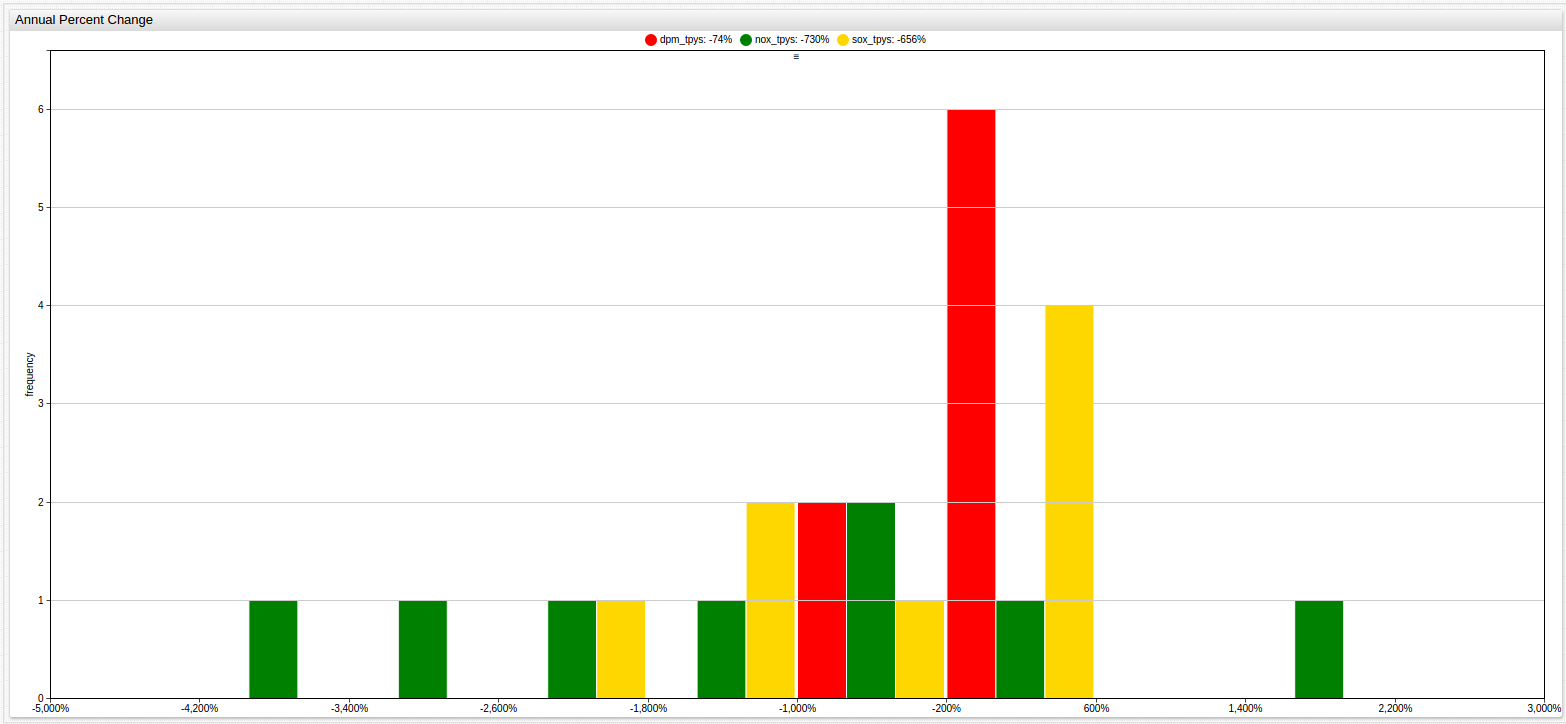 Annual Percent Change
dpm_tpys: -74% nox_tpys: -730% sox_tpys: -656%
6
5
4
frequency
3
2
1
0
-5,000% -4,200% -3,400% -2,600% -1,800% -1,000% -200% 600% 1,400% 2,200% 3,000%